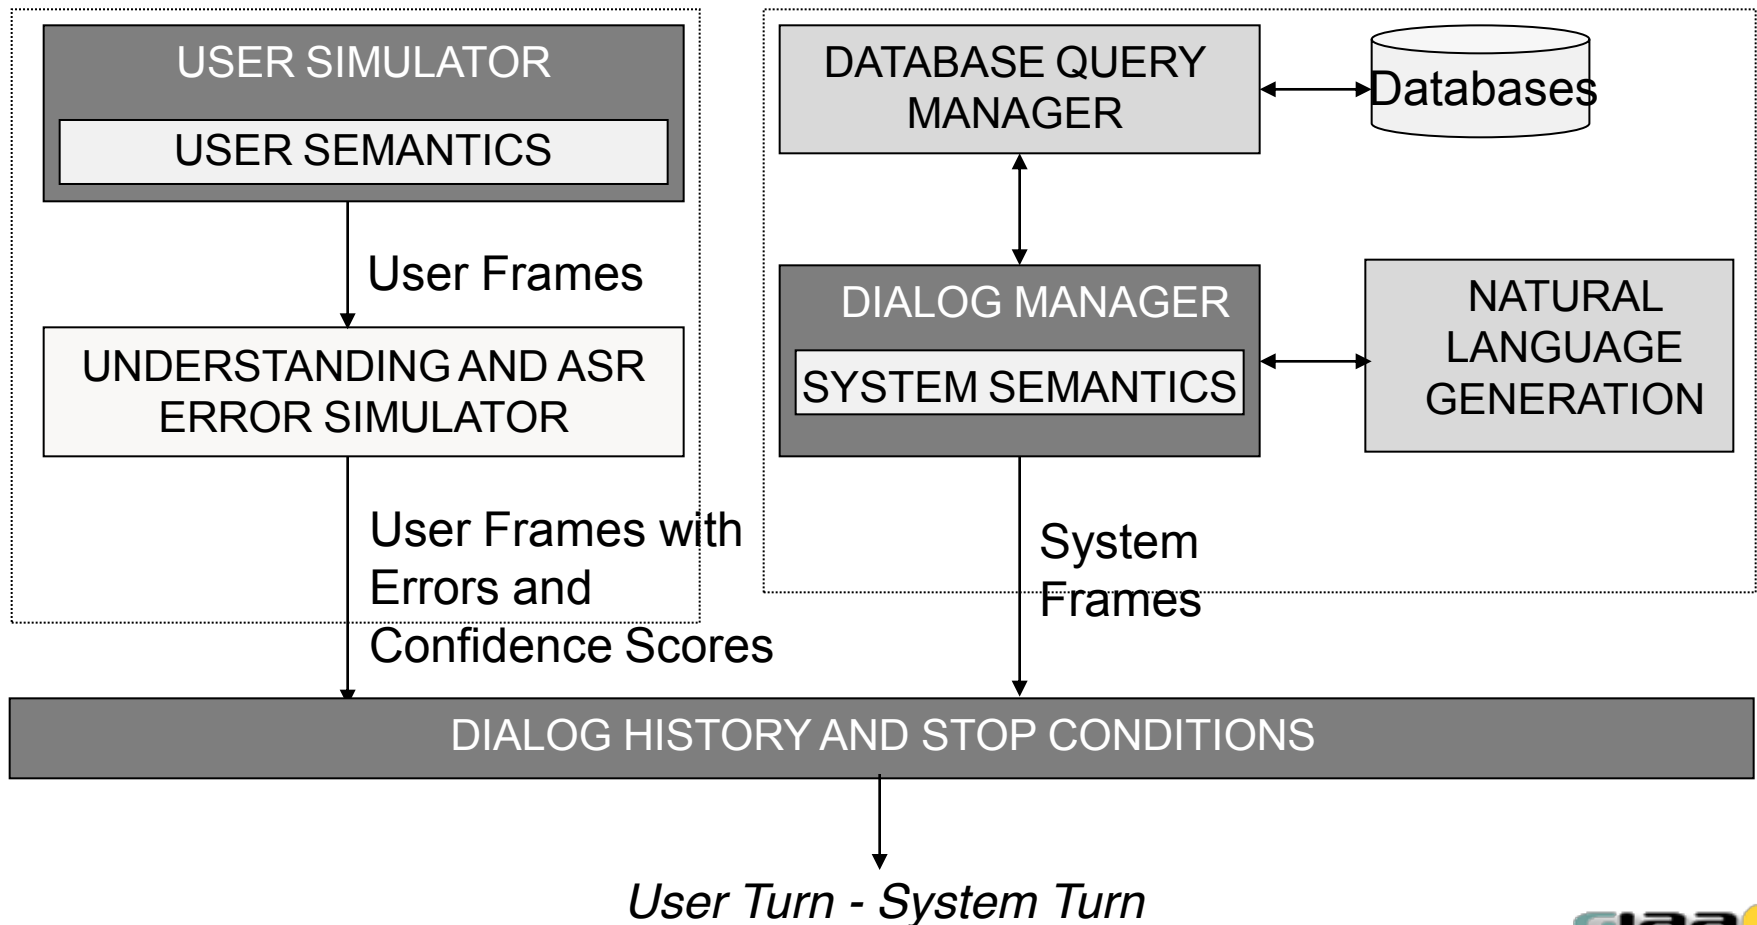 USER SIMULATOR
USER SEMANTICS
User Frames
UNDERSTANDING AND ASR
ERROR SIMULATOR
User Frames with
Errors and
Confidence Scores
DATABASE QUERY
MANAGER
Databases
DIALOG MANAGER
SYSTEM SEMANTICS
NATURAL
LANGUAGE
GENERATION
System
Frames
DIALOG HISTORY AND STOP CONDITIONS
User Turn - System Turn